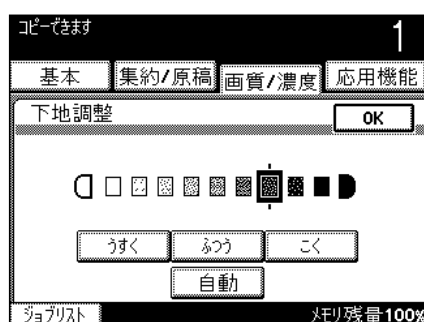 コピーできます 1
基本 集約/原稿 画質/濃度 応用機能
下地調整 OK
うすく ふつう こく
自動
ジョブリスト メモリ残量100%